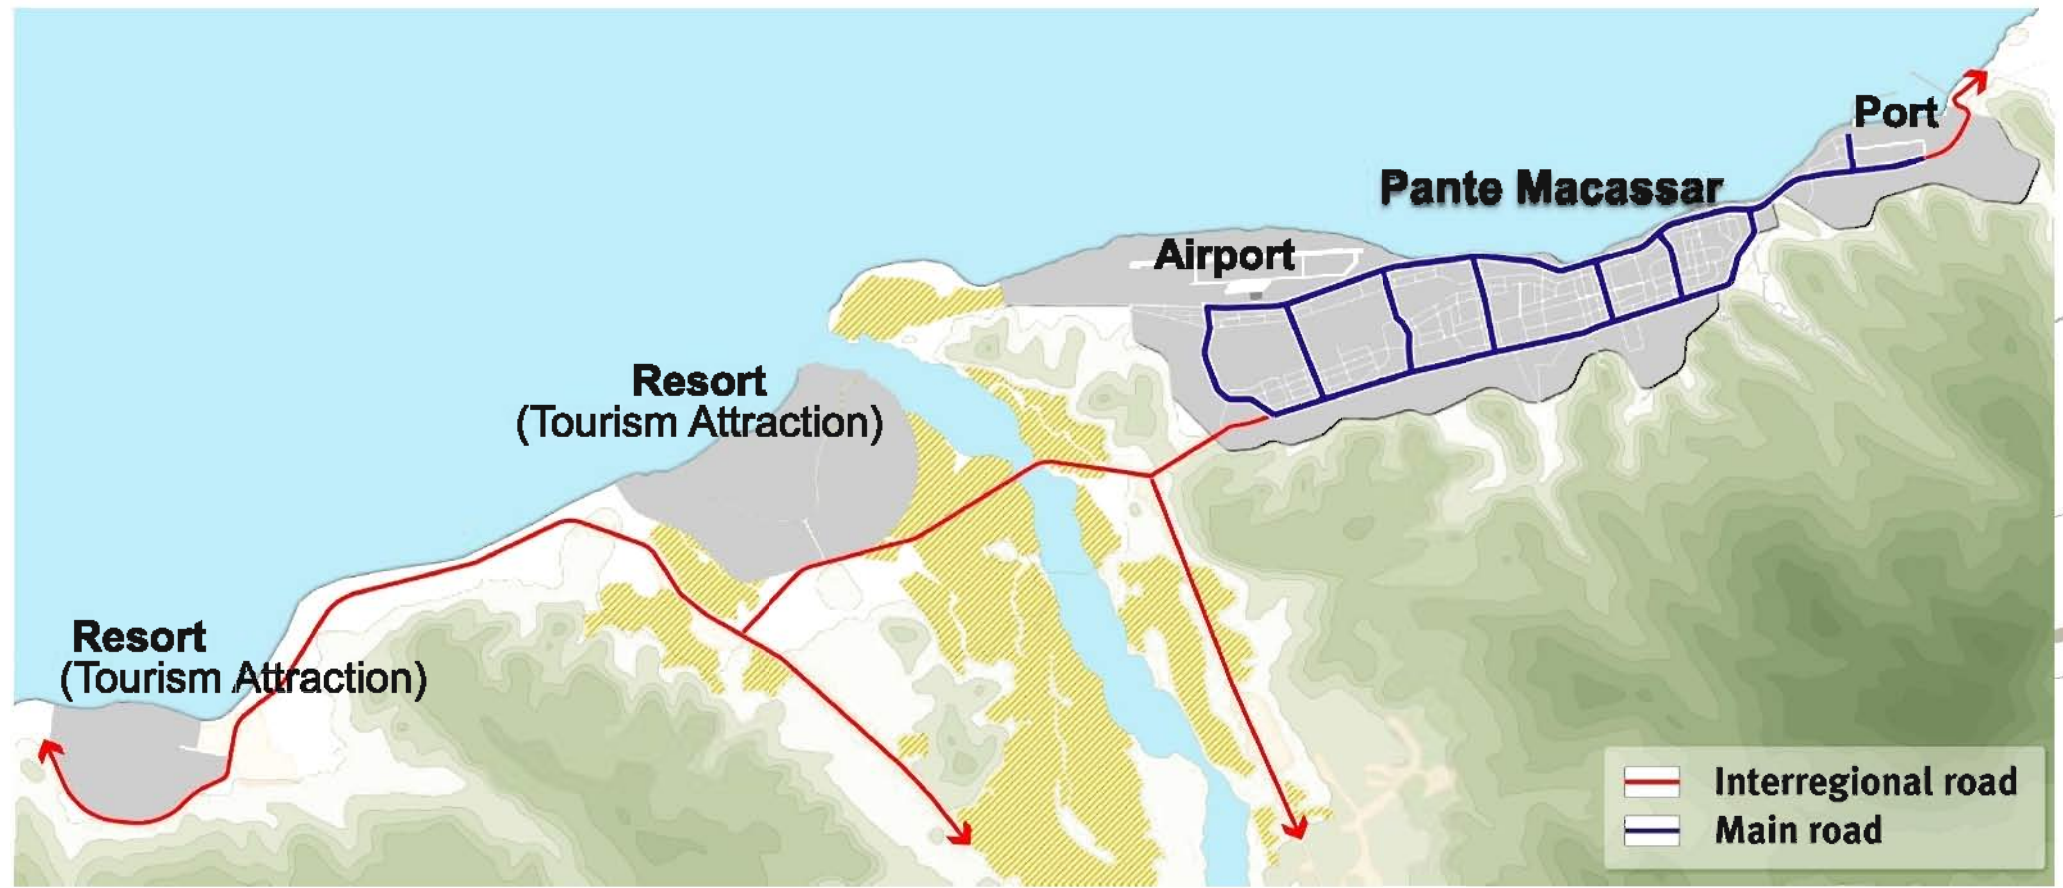 Port
Pante Macassar
Airport
Resort
(Tourism Attraction)
Resort
(Tourism Attraction)
Interregional road
Main road